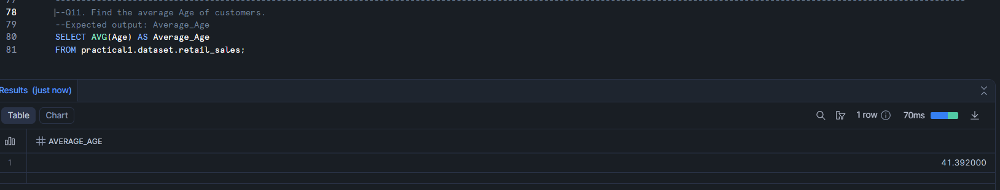 77
78 --Q11. Find the average Age of customers.
79 --Expected output: Average_Age
80 SELECT AVG(Age) AS Average_Age
81 FROM practical1.dataset.retail_sales;
Results (just now)
Table Chart 1 row 70ms
AVERAGE_AGE
1 41.392000